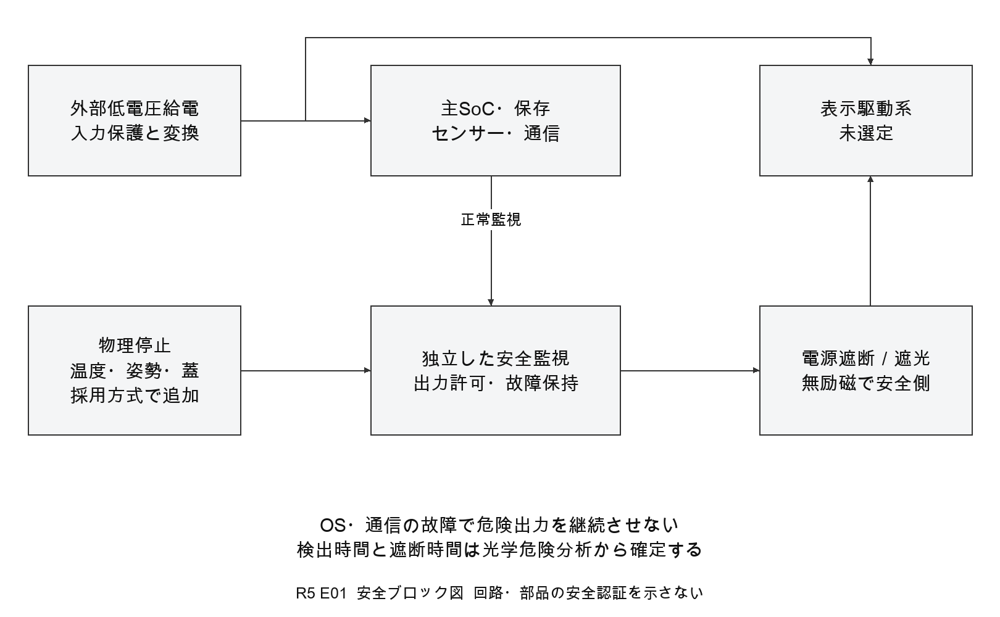 外部低電圧給電
入力保護と変換
主SoC・保存
センサー・通信
表示駆動系
未選定
正常監視
物理停止
温度・姿勢・蓋
採用方式で追加
独立した安全監視
出力許可・故障保持
電源遮断 / 遮光
無励磁で安全側
OS・通信の故障で危険出力を継続させない
検出時間と遮断時間は光学危険分析から確定する
R5 E01 安全ブロック図 回路・部品の安全認証を示さない